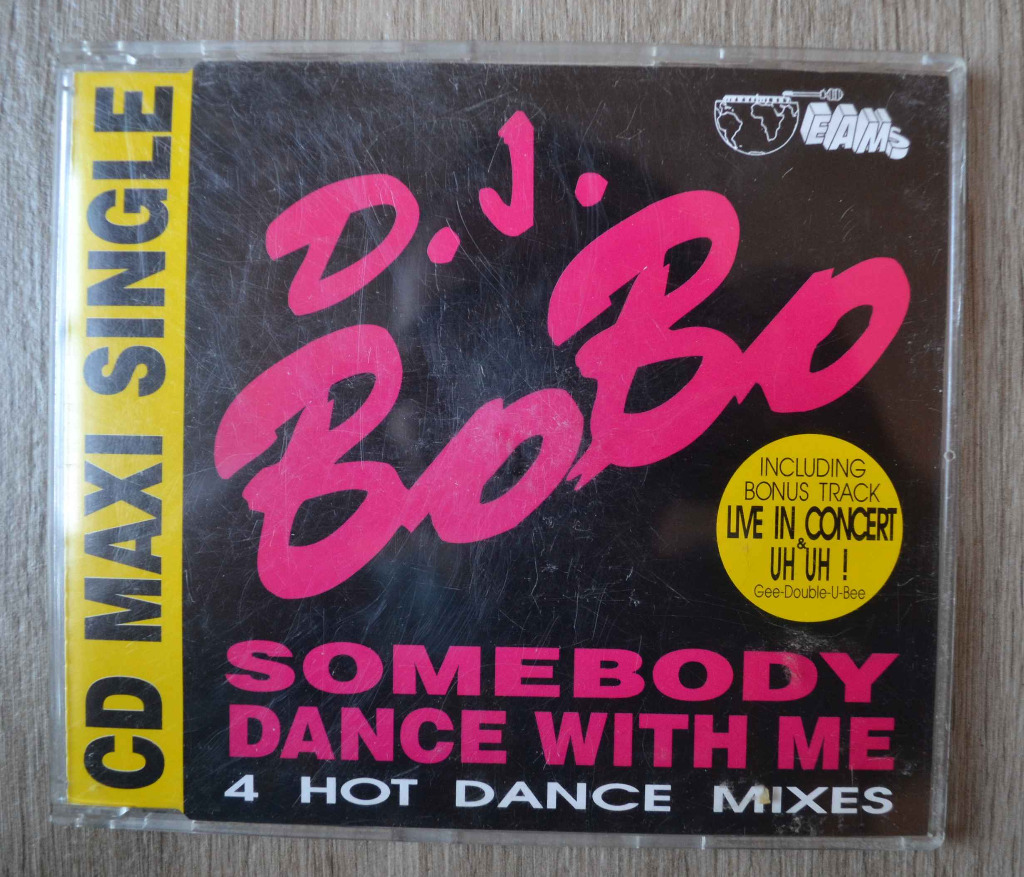 CD MAXI SINGLE
EAMS
D.J.
BoBo
INCLUDING
BONUS TRACK
LIVE IN CONCERT
&
UH UH !
Gee-Double-U-Bee
SOMEBODY
DANCE WITH ME
4 HOT DANCE MIXES